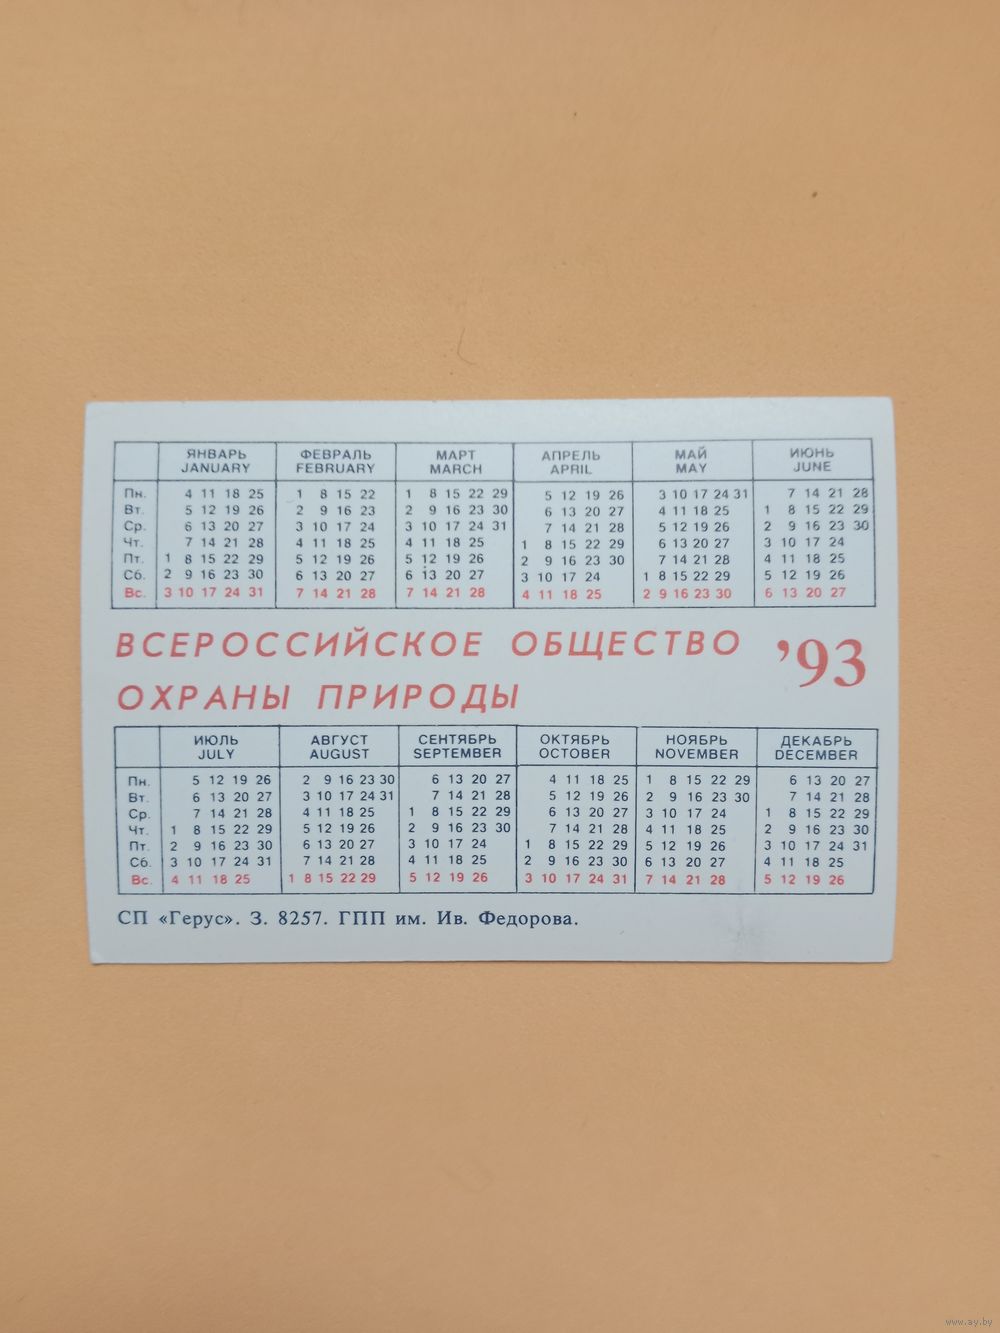 ЯНВАРЬ ФЕВРАЛЬ МАРТ АПРЕЛЬ МАЙ ИЮНЬ
JANUARY FEBRUARY MARCH APRIL MAY JUNE
Пн. 4 11 18 25 1 8 15 22 1 8 15 22 29 5 12 19 26 3 10 17 24 31 7 14 21 28
Вт. 5 12 19 26 2 9 16 23 2 9 16 23 30 6 13 20 27 4 11 18 25 1 8 15 22 29
Ср. 6 13 20 27 3 10 17 24 3 10 17 24 31 7 14 21 28 5 12 19 26 2 9 16 23 30
Чт. 7 14 21 28 4 11 18 25 4 11 18 25 1 8 15 22 29 6 13 20 27 3 10 17 24
Пт. 1 8 15 22 29 5 12 19 26 5 12 19 26 2 9 16 23 30 7 14 21 28 4 11 18 25
Сб. 2 9 16 23 30 6 13 20 27 6 13 20 27 3 10 17 24 1 8 15 22 29 5 12 19 26
Вс. 3 10 17 24 31 7 14 21 28 7 14 21 28 4 11 18 25 2 9 16 23 30 6 13 20 27
ВСЕРОССИЙСКОЕ ОБЩЕСТВО
ОХРАНЫ ПРИРОДЫ
’93
ИЮЛЬ АВГУСТ СЕНТЯБРЬ ОКТЯБРЬ НОЯБРЬ ДЕКАБРЬ
JULY AUGUST SEPTEMBER OCTOBER NOVEMBER DECEMBER
Пн. 5 12 19 26 2 9 16 23 30 6 13 20 27 4 11 18 25 1 8 15 22 29 6 13 20 27
Вт. 6 13 20 27 3 10 17 24 31 7 14 21 28 5 12 19 26 2 9 16 23 30 7 14 21 28
Ср. 7 14 21 28 4 11 18 25 1 8 15 22 29 6 13 20 27 3 10 17 24 1 8 15 22 29
Чт. 1 8 15 22 29 5 12 19 26 2 9 16 23 30 7 14 21 28 4 11 18 25 2 9 16 23 30
Пт. 2 9 16 23 30 6 13 20 27 3 10 17 24 1 8 15 22 29 5 12 19 26 3 10 17 24 31
Сб. 3 10 17 24 31 7 14 21 28 4 11 18 25 2 9 16 23 30 6 13 20 27 4 11 18 25
Вс. 4 11 18 25 1 8 15 22 29 5 12 19 26 3 10 17 24 31 7 14 21 28 5 12 19 26
СП «Герус». З. 8257. ГПП им. Ив. Федорова.
www.ay.by